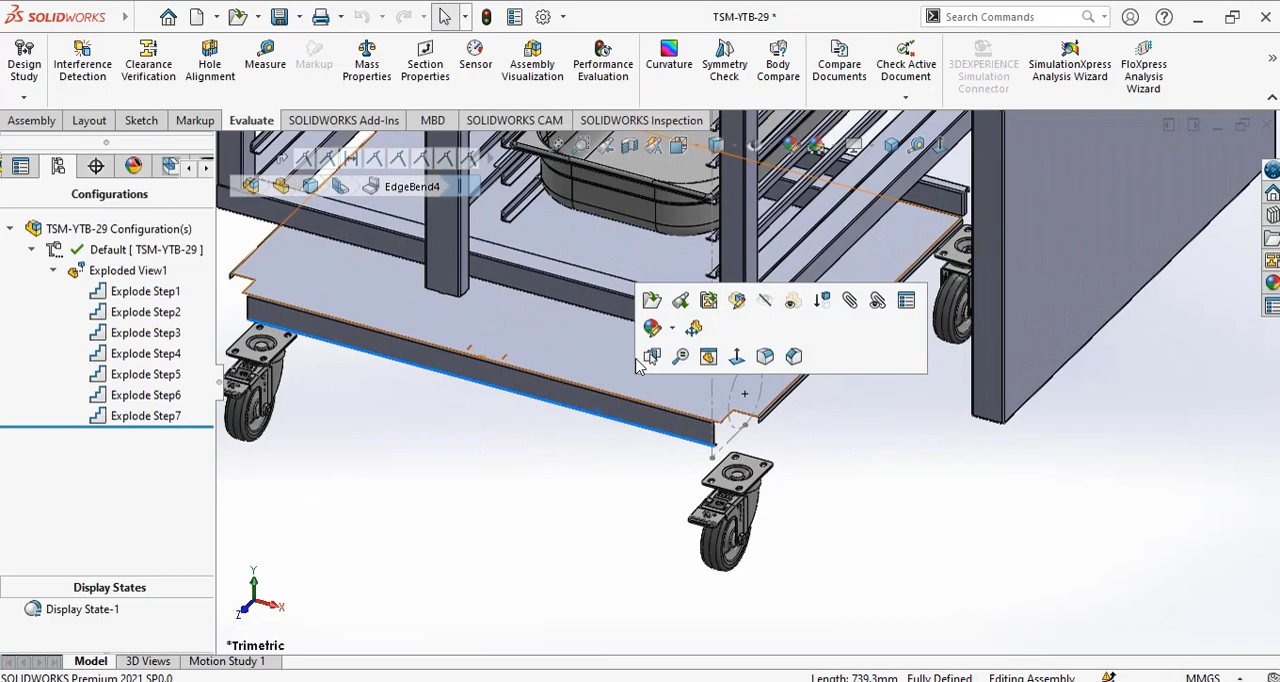 SOLIDWORKS
TSM-YTB-29 *
Search Commands
Design Study
Interference Detection
Clearance Verification
Hole Alignment
Measure
Markup
Mass Properties
Section Properties
Sensor
Assembly Visualization
Performance Evaluation
Curvature
Symmetry Check
Body Compare
Compare Documents
Check Active Document
3DEXPERIENCE Simulation Connector
SimulationXpress Analysis Wizard
FloXpress Analysis Wizard
Assembly
Layout
Sketch
Markup
Evaluate
SOLIDWORKS Add-Ins
MBD
SOLIDWORKS CAM
SOLIDWORKS Inspection
EdgeBend4
Configurations
TSM-YTB-29 Configuration(s)
Default [ TSM-YTB-29 ]
Exploded View1
Explode Step1
Explode Step2
Explode Step3
Explode Step4
Explode Step5
Explode Step6
Explode Step7
Display States
Display State-1
Y
X
Z
*Trimetric
Model
3D Views
Motion Study 1
SOLIDWORKS Premium 2021 SP0.0
Length: 739.3mm
Fully Defined
Editing Assembly
MMGS